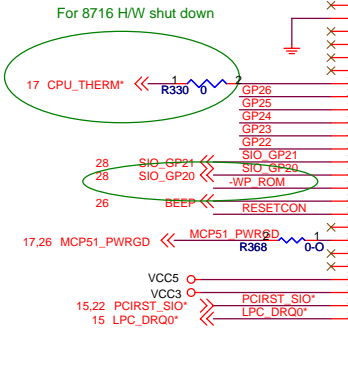 For 8716 H/W shut down
17 CPU_THERM* 1 2
R330 0
GP26
GP25
GP24
GP23
GP22
28 SIO_GP21 SIO_GP21
28 SIO_GP20 SIO_GP20
-WP_ROM
26 BEEP
RESETCON
17,26 MCP51_PWRGD MCP51_PWRGD 2 1
R368 0-O
VCC5
VCC3
15,22 PCIRST_SIO* PCIRST_SIO*
15 LPC_DRQ0* LPC_DRQ0*